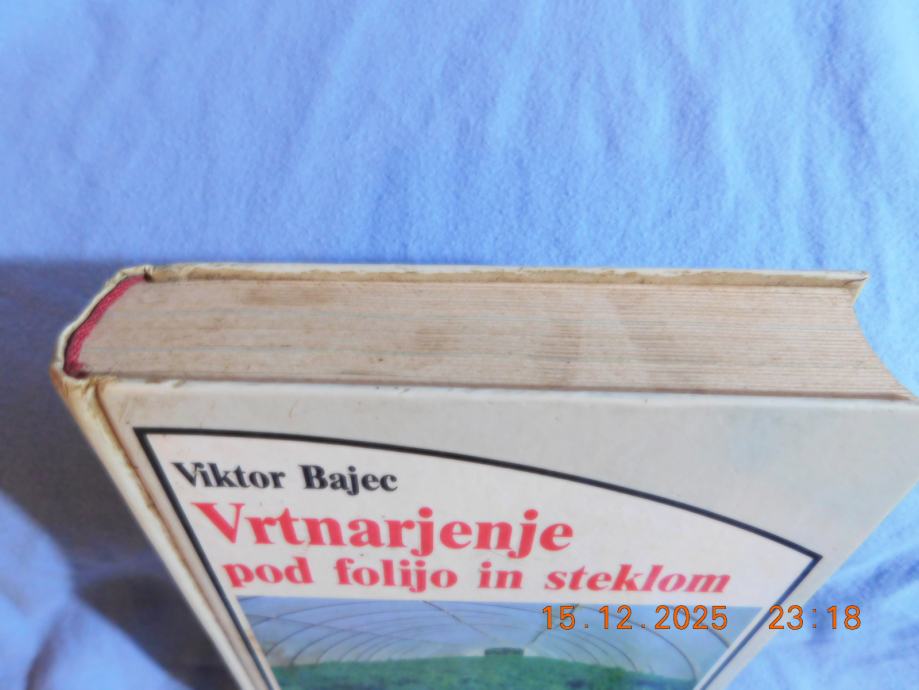 Viktor Bajec
Vrtnarjenje
pod folijo in steklom
15.12.2025 23:18